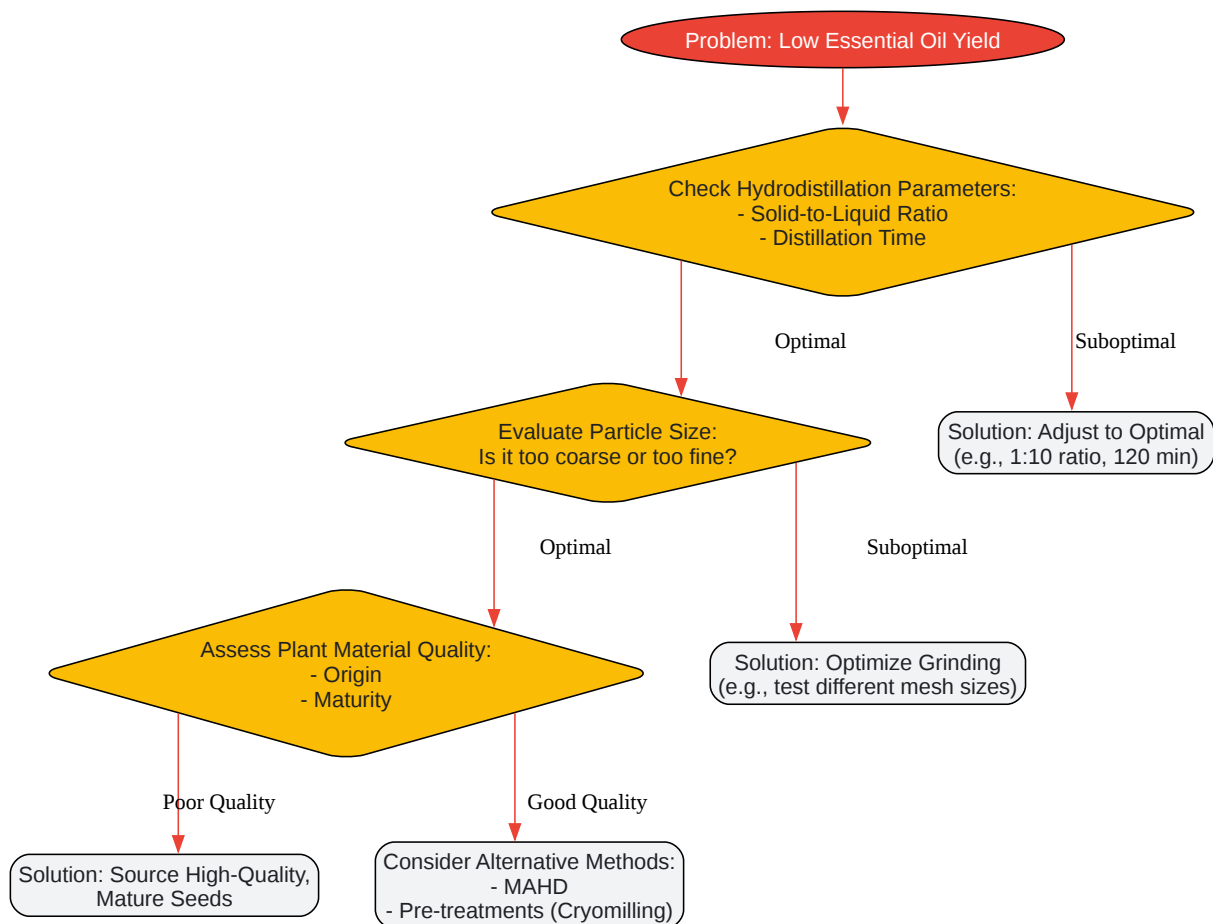 Problem: Low Essential Oil Yield
Check Hydrodistillation Parameters:
- Solid-to-Liquid Ratio
- Distillation Time
Optimal
Suboptimal
Evaluate Particle Size:
Is it too coarse or too fine?
Solution: Adjust to Optimal
(e.g., 1:10 ratio, 120 min)
Optimal
Suboptimal
Assess Plant Material Quality:
- Origin
- Maturity
Solution: Optimize Grinding
(e.g., test different mesh sizes)
Poor Quality
Good Quality
Solution: Source High-Quality,
Mature Seeds
Consider Alternative Methods:
- MAHD
- Pre-treatments (Cryomilling)